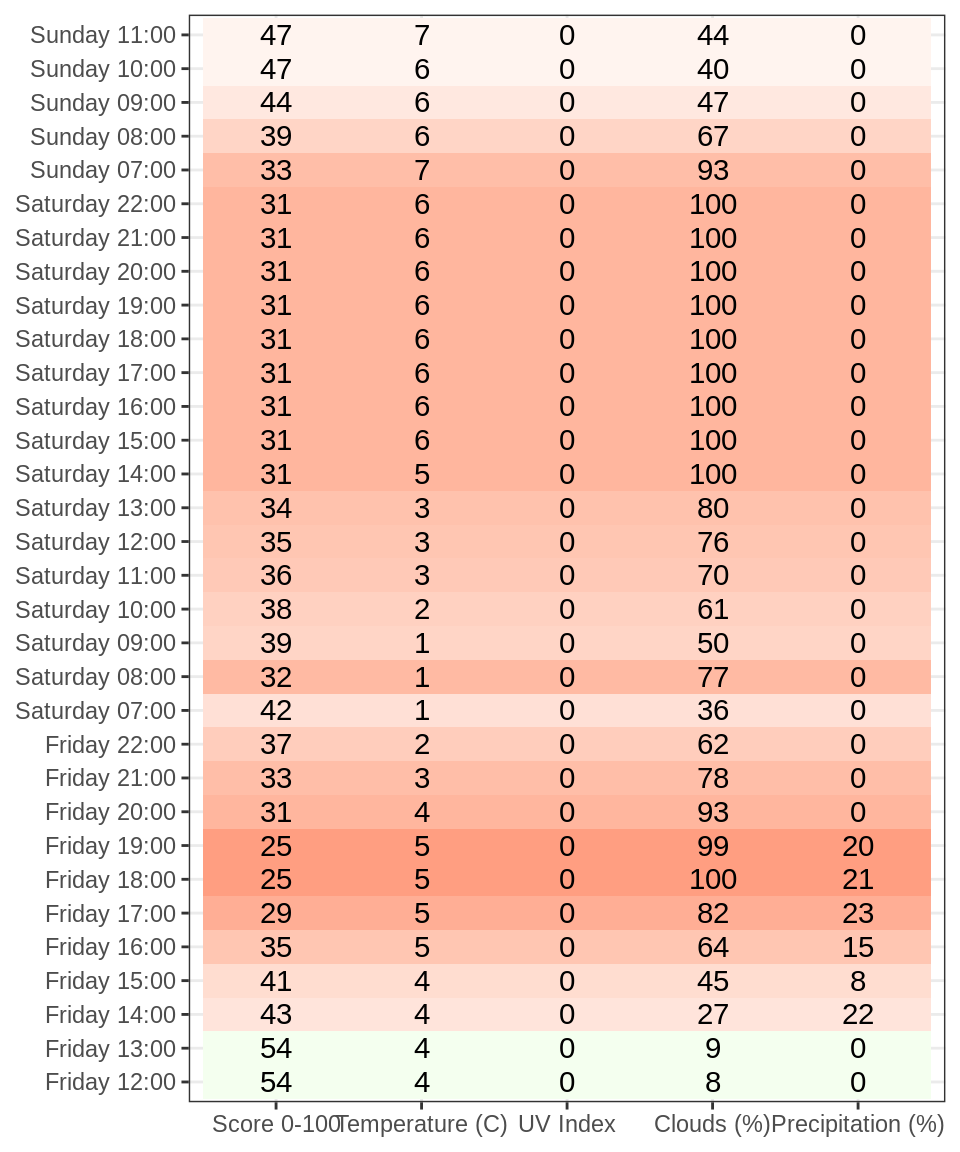 Sunday 11:00 47 7 0 44 0
Sunday 10:00 47 6 0 40 0
Sunday 09:00 44 6 0 47 0
Sunday 08:00 39 6 0 67 0
Sunday 07:00 33 7 0 93 0
Saturday 22:00 31 6 0 100 0
Saturday 21:00 31 6 0 100 0
Saturday 20:00 31 6 0 100 0
Saturday 19:00 31 6 0 100 0
Saturday 18:00 31 6 0 100 0
Saturday 17:00 31 6 0 100 0
Saturday 16:00 31 6 0 100 0
Saturday 15:00 31 6 0 100 0
Saturday 14:00 31 5 0 100 0
Saturday 13:00 34 3 0 80 0
Saturday 12:00 35 3 0 76 0
Saturday 11:00 36 3 0 70 0
Saturday 10:00 38 2 0 61 0
Saturday 09:00 39 1 0 50 0
Saturday 08:00 32 1 0 77 0
Saturday 07:00 42 1 0 36 0
Friday 22:00 37 2 0 62 0
Friday 21:00 33 3 0 78 0
Friday 20:00 31 4 0 93 0
Friday 19:00 25 5 0 99 20
Friday 18:00 25 5 0 100 21
Friday 17:00 29 5 0 82 23
Friday 16:00 35 5 0 64 15
Friday 15:00 41 4 0 45 8
Friday 14:00 43 4 0 27 22
Friday 13:00 54 4 0 9 0
Friday 12:00 54 4 0 8 0
Score 0-100 Temperature (C) UV Index Clouds (%) Precipitation (%)